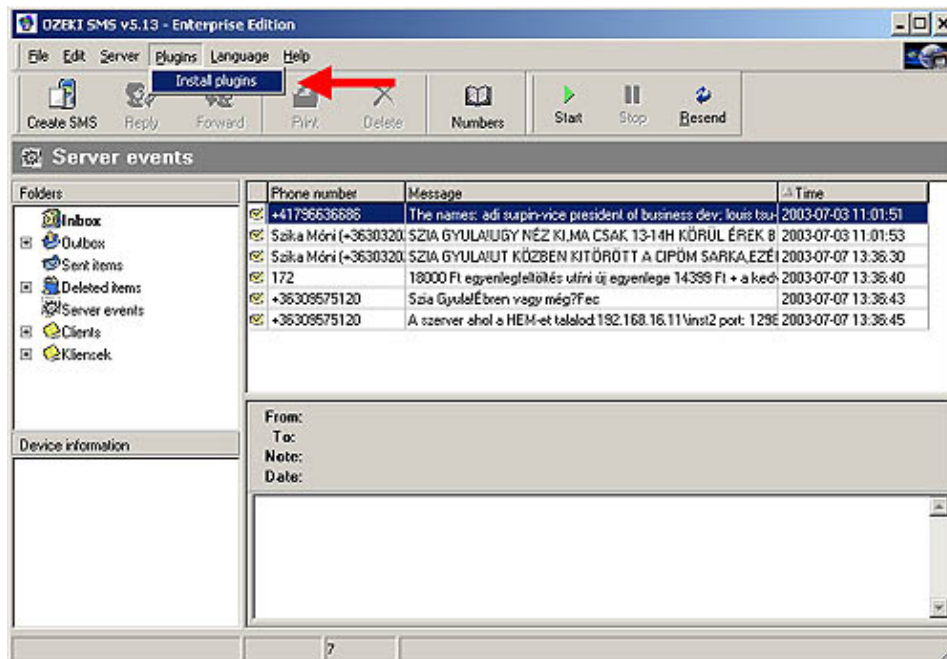 OZEKI SMS v5.13 - Enterprise Edition
File Edit Server Plugins Language Help
Install plugins
Create SMS Reply Forward Print Delete Numbers Start Stop Resend
Server events
Folders
Inbox
Outbox
Sent items
Deleted items
Server events
Clients
Kliensek
Phone number Message Time
+41796636686 The names: adi surpin-vice president of business dev; louis tsu- 2003-07-03 11:01:51
Szika Móni (+3630320. SZIA GYULA!UGY NÉZ KI,MA CSAK 13-14H KÖRÜL ÉREK B 2003-07-03 11:01:53
Szika Móni (+3630320. SZIA GYULA!UT KÖZBEN KITÖRÖTT A CIPÖM SARKA,EZÉ 2003-07-07 13:36:30
172 18000 Ft egyenlegfeltöltés utíni új egyenlege 14399 Ft + a kedv 2003-07-07 13:36:40
+36309575120 Szia Gyula!Ébren vagy még?Fec 2003-07-07 13:36:43
+36309575120 A szerver ahol a HEM-et talalod:192.168.16.11\inst2 port: 1298 2003-07-07 13:36:45
From:
To:
Note:
Date:
Device information
7